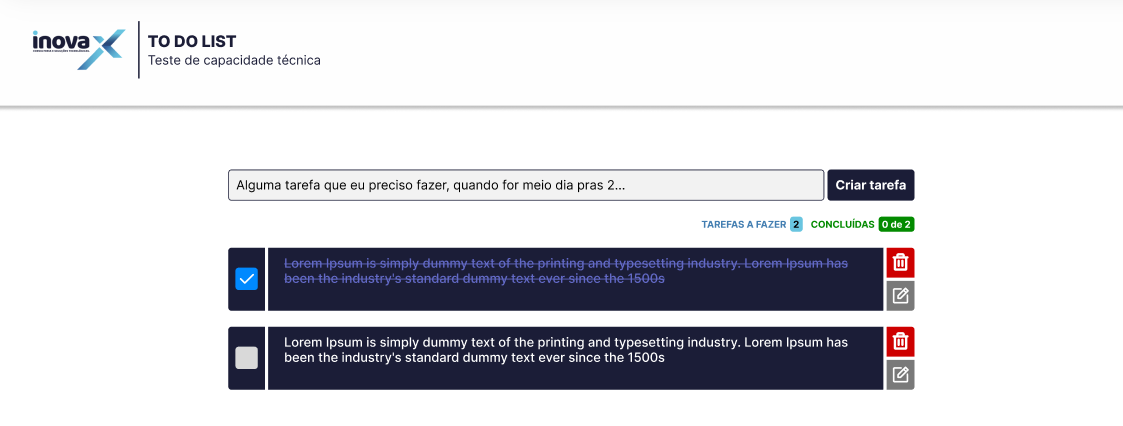 inova
TO DO LIST
Teste de capacidade técnica
Alguma tarefa que eu preciso fazer, quando for meio dia pras 2...
Criar tarefa
TAREFAS A FAZER 2 CONCLUÍDAS 0 de 2
Lorem Ipsum is simply dummy text of the printing and typesetting industry. Lorem Ipsum has
been the industry's standard dummy text ever since the 1500s
Lorem Ipsum is simply dummy text of the printing and typesetting industry. Lorem Ipsum has
been the industry's standard dummy text ever since the 1500s